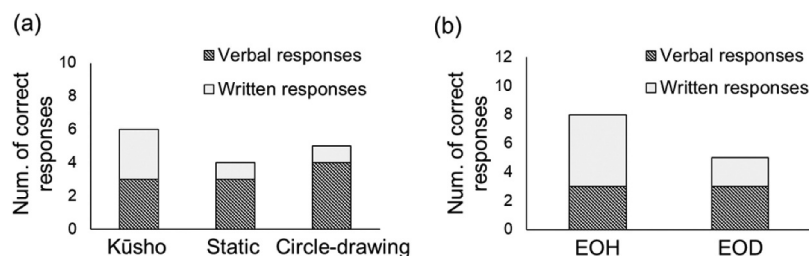 (a)
Verbal responses
Written responses
Num. of correct
responses
10
8
6
4
2
0
Kūsho Static Circle-drawing
(b)
Verbal responses
Written responses
Num. of correct
responses
12
10
8
6
4
2
0
EOH EOD